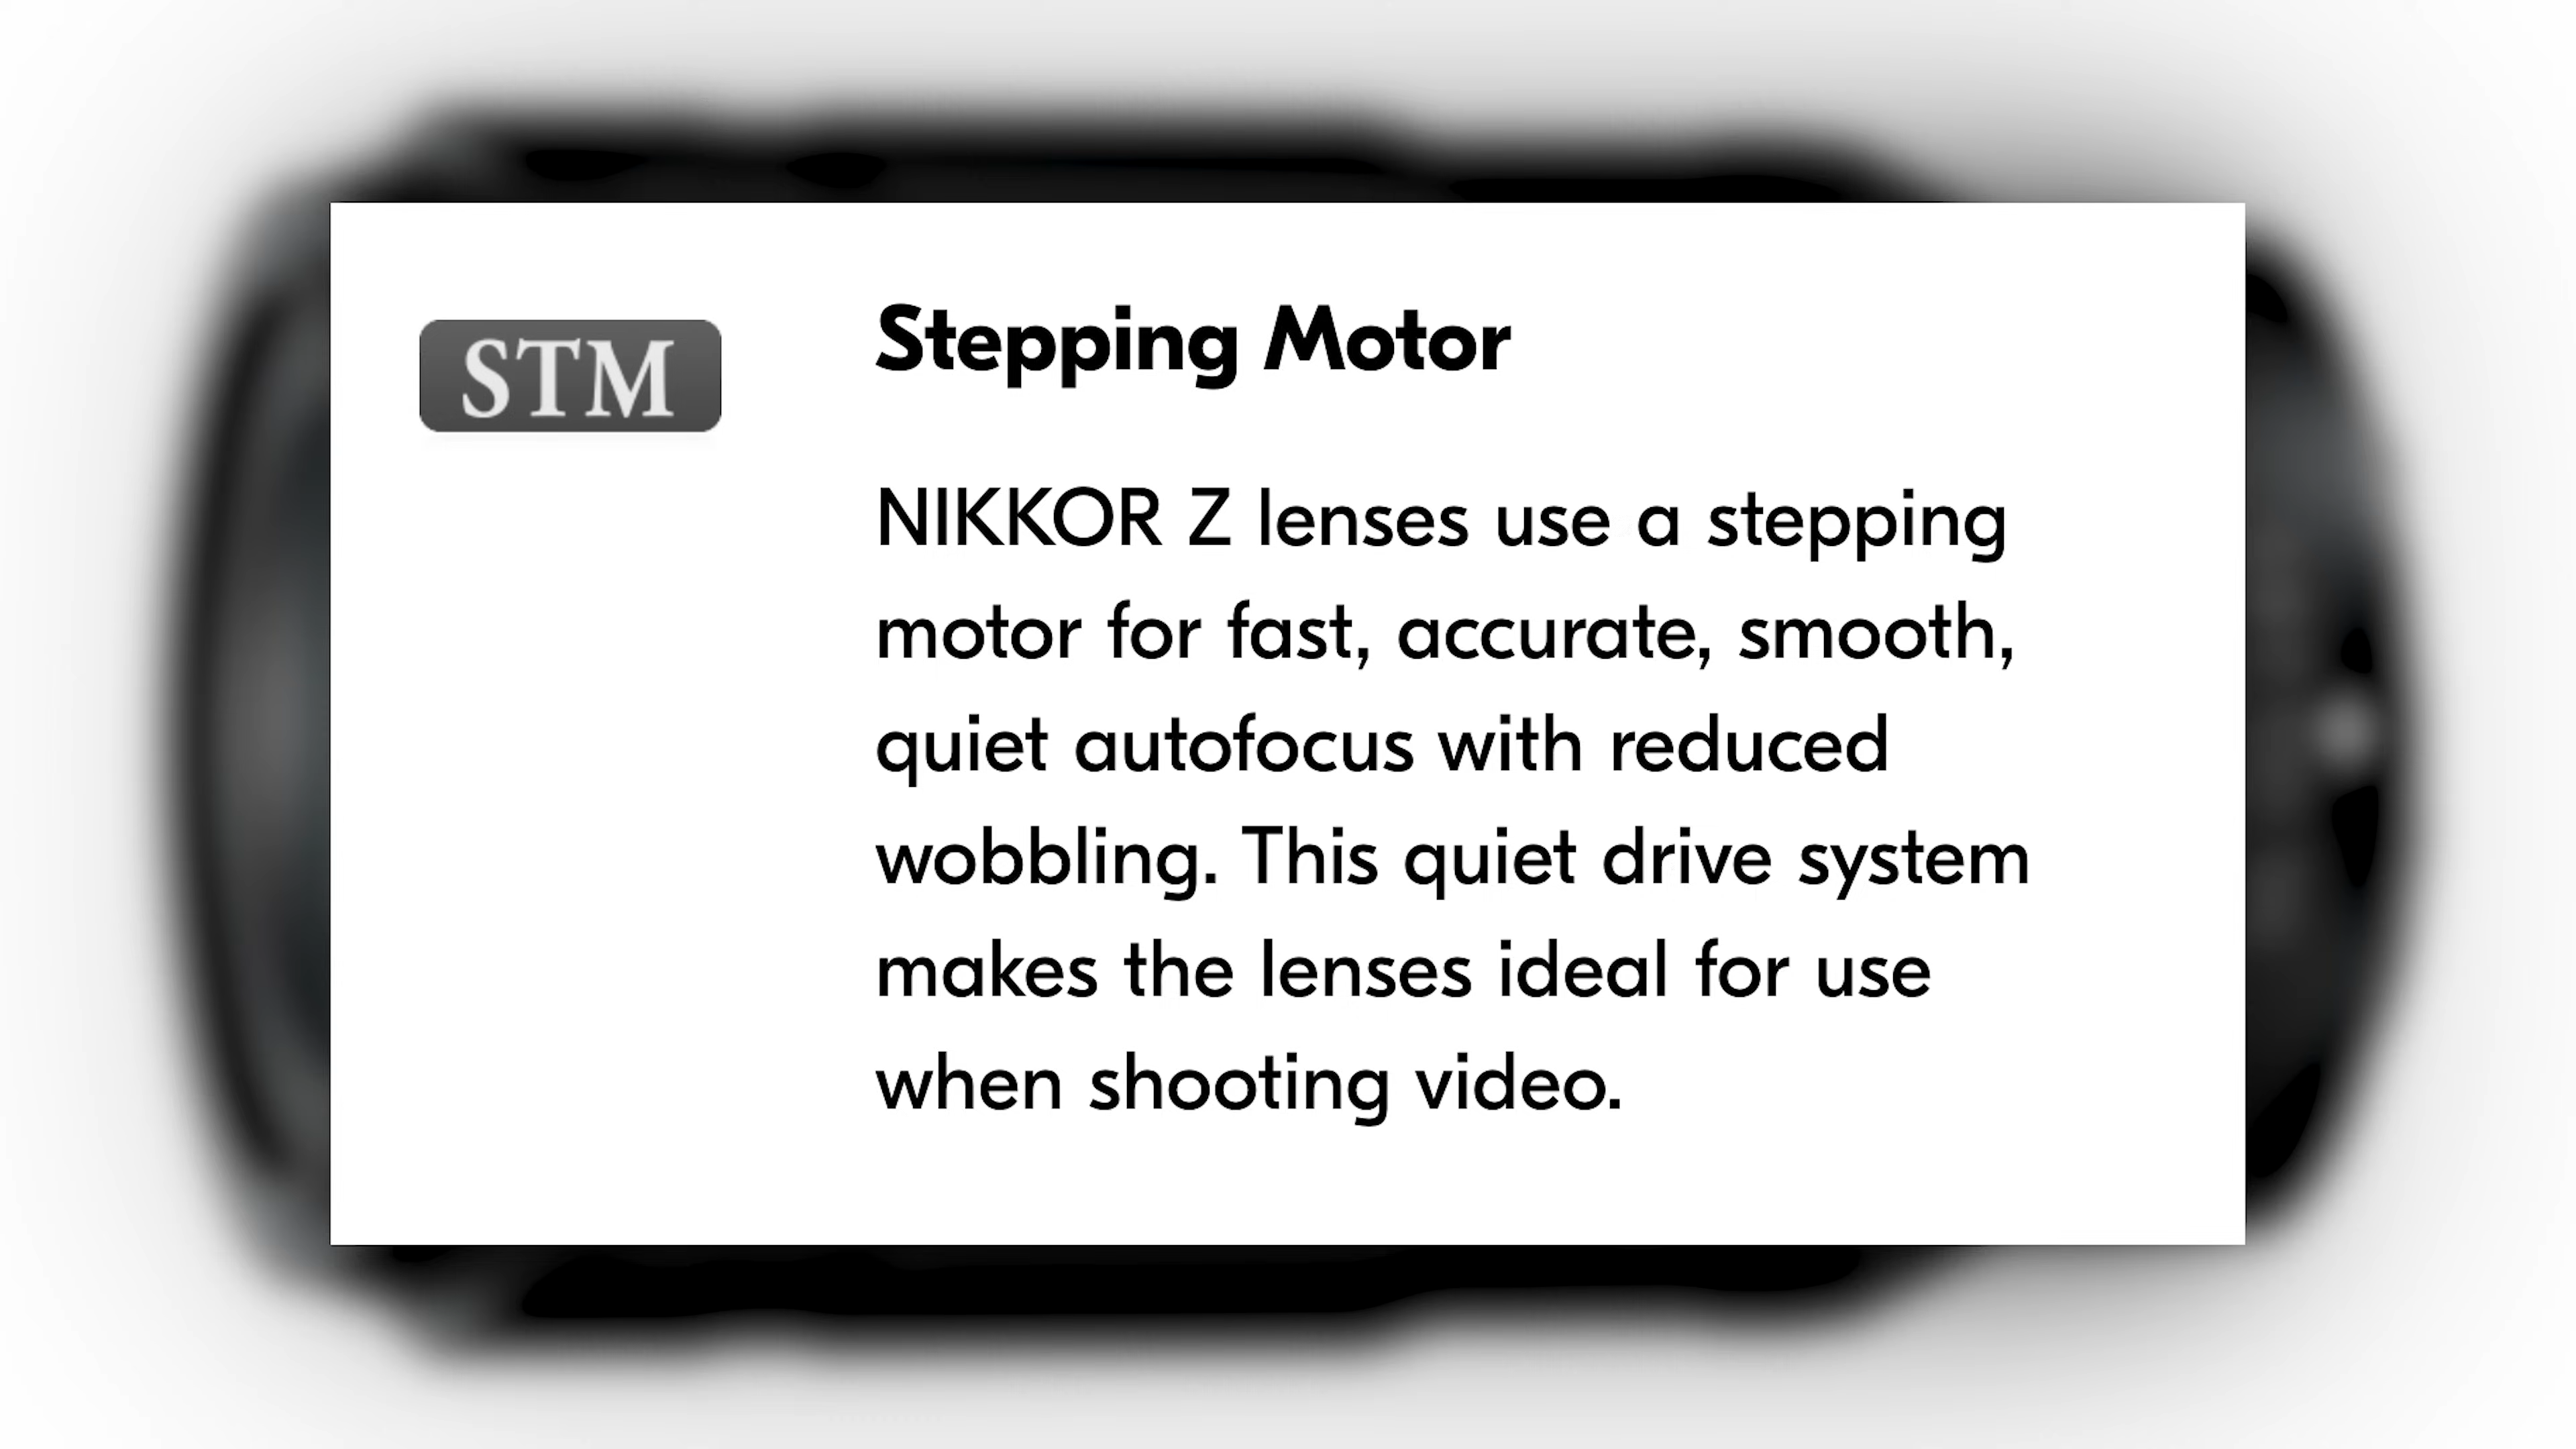 STM
Stepping Motor
NIKKOR Z lenses use a stepping
motor for fast, accurate, smooth,
quiet autofocus with reduced
wobbling. This quiet drive system
makes the lenses ideal for use
when shooting video.